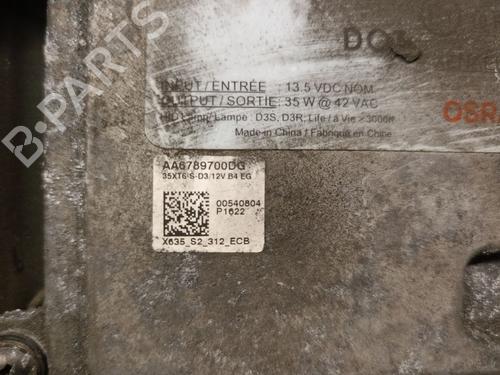 DOT
INPUT / ENTRÉE : 13.5 VDC NOM
OUTPUT / SORTIE: 35 W @ 42 VAC
HID Lamp/ Lampe : D3S, D3R; Life / à Vie > 3000h
Made in China / Fabriqué en Chine
OSR
AA6789700DG
35XT6-S-D3/12V B4 EG
00540804
P1622
X635_S2_312_ECB
B-PARTS